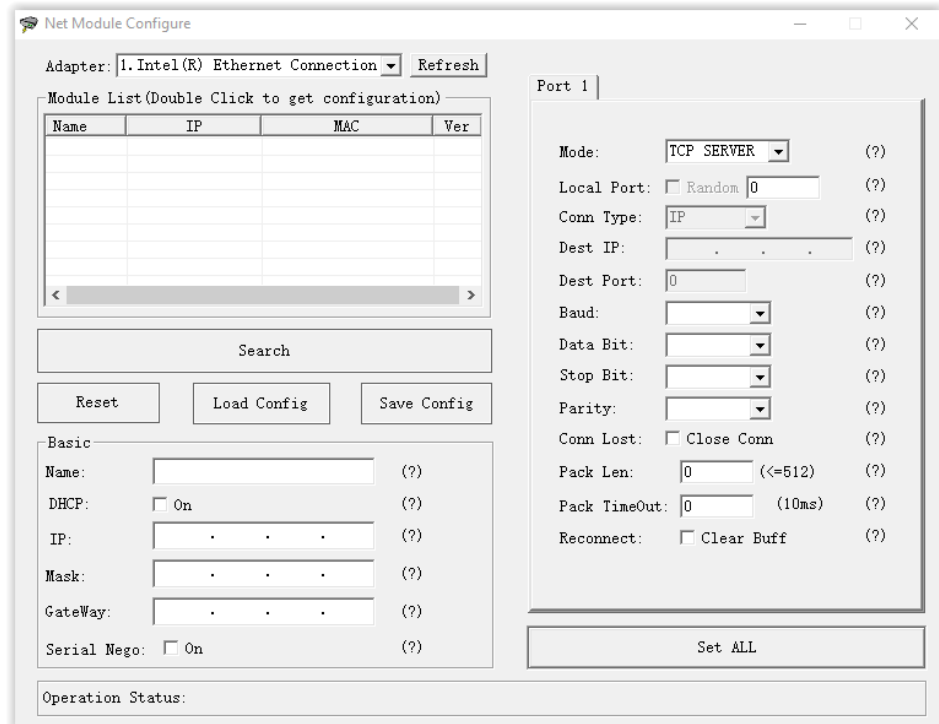 Net Module Configure
Adapter: 1.Intel(R) Ethernet Connection Refresh
Module List(Double Click to get configuration)
Name IP MAC Ver
Search
Reset Load Config Save Config
Basic
Name: (?)
DHCP: On (?)
IP: . . . (?)
Mask: . . . (?)
GateWay: . . . (?)
Serial Nego: On (?)
Port 1
Mode: TCP SERVER (?)
Local Port: Random 0 (?)
Conn Type: IP (?)
Dest IP: . . . (?)
Dest Port: 0 (?)
Baud: (?)
Data Bit: (?)
Stop Bit: (?)
Parity: (?)
Conn Lost: Close Conn (?)
Pack Len: 0 (<=512) (?)
Pack TimeOut: 0 (10ms) (?)
Reconnect: Clear Buff (?)
Set ALL
Operation Status: